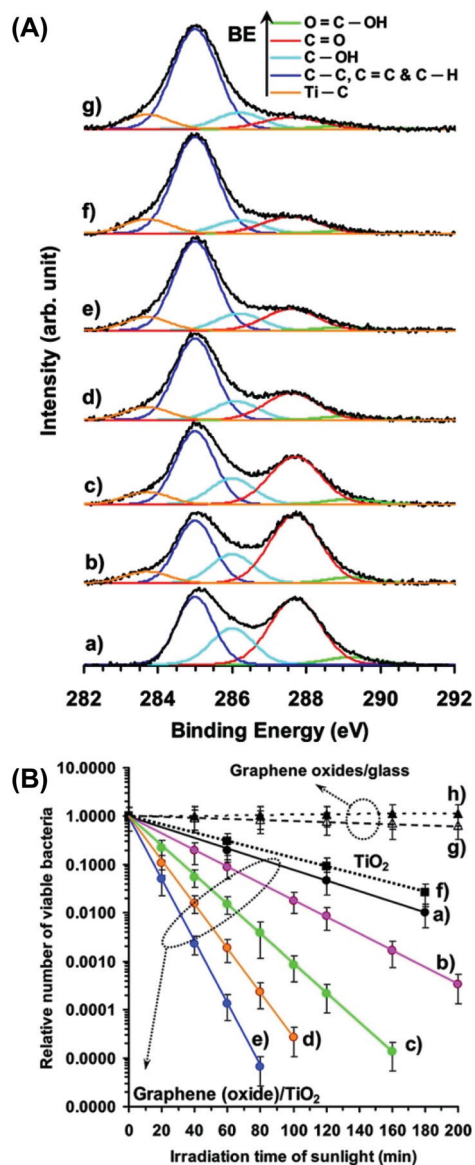 (A)
BE
O=C—OH
C=O
C—OH
C—C, C=C & C—H
Ti—C
g)
f)
e)
d)
c)
b)
a)
Intensity (arb. unit)
282 284 286 288 290 292
Binding Energy (eV)
(B)
10.0000
1.0000
0.1000
0.0100
0.0010
0.0001
0.0000
0.0000
Relative number of viable bacteria
Graphene oxides/glass
h)
g)
TiO2
f)
a)
b)
c)
d)
e)
Graphene (oxide)/TiO2
0 20 40 60 80 100 120 140 160 180 200
Irradiation time of sunlight (min)